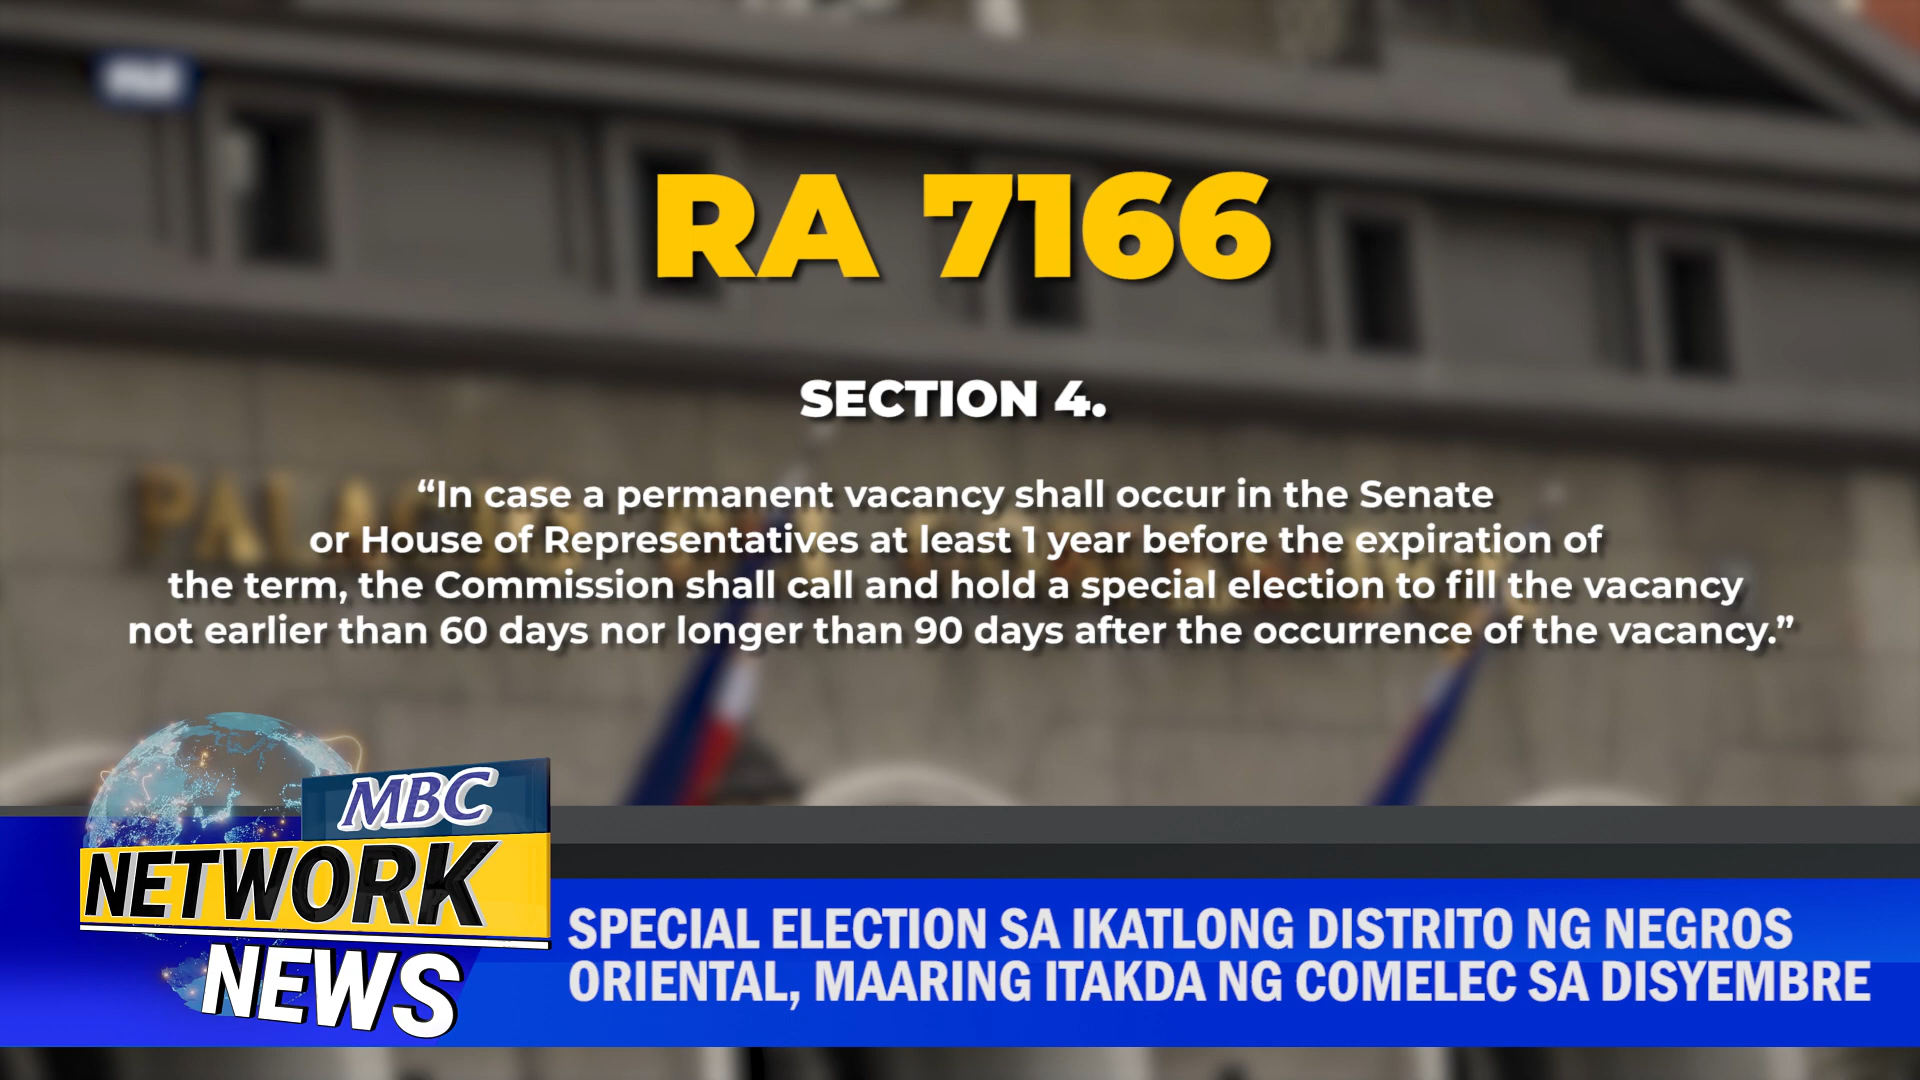 RA 7166
SECTION 4.
“In case a permanent vacancy shall occur in the Senate
or House of Representatives at least 1 year before the expiration of
the term, the Commission shall call and hold a special election to fill the vacancy
not earlier than 60 days nor longer than 90 days after the occurrence of the vacancy.”
MBC
NETWORK
NEWS
SPECIAL ELECTION SA IKATLONG DISTRITO NG NEGROS
ORIENTAL, MAARING ITAKDA NG COMELEC SA DISYEMBRE